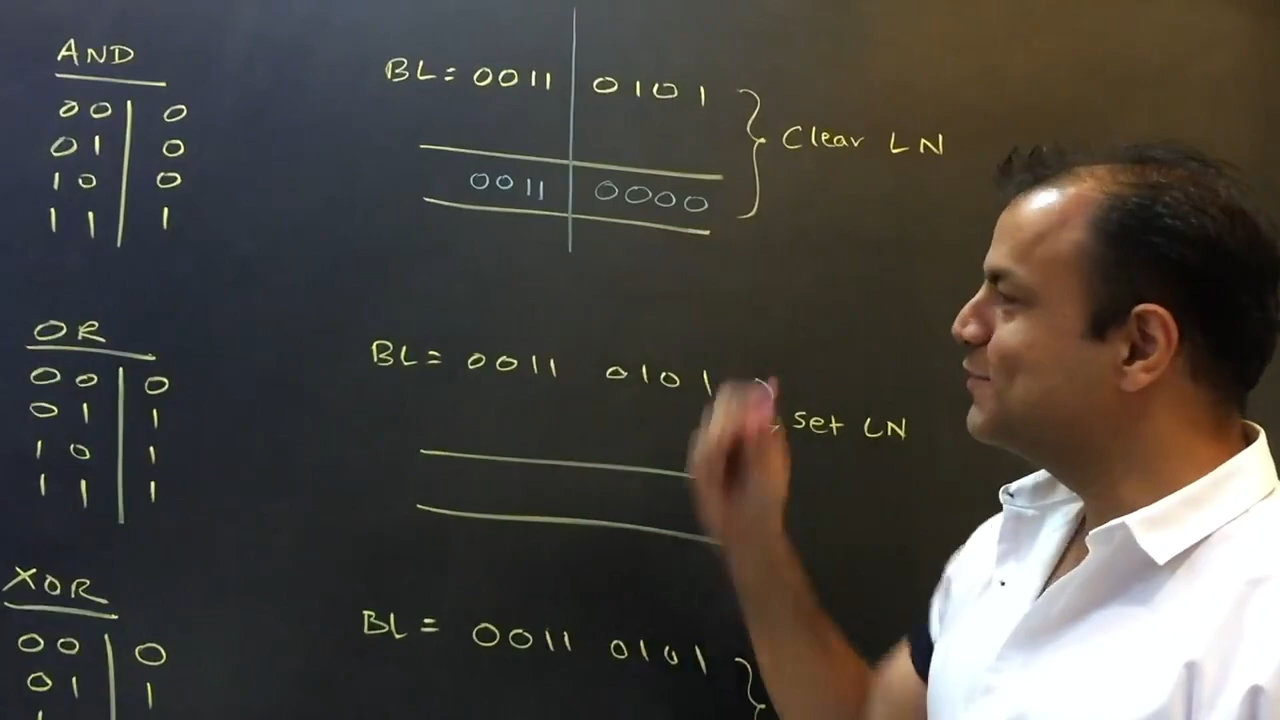 AND
00 | 0
01 | 0
10 | 0
11 | 1
BL = 0011 0101
Clear LN
0011 0000
OR
00 | 0
01 | 1
10 | 1
11 | 1
BL = 0011 0101
set LN
XOR
00 | 0
01 | 1
BL = 0011 0101